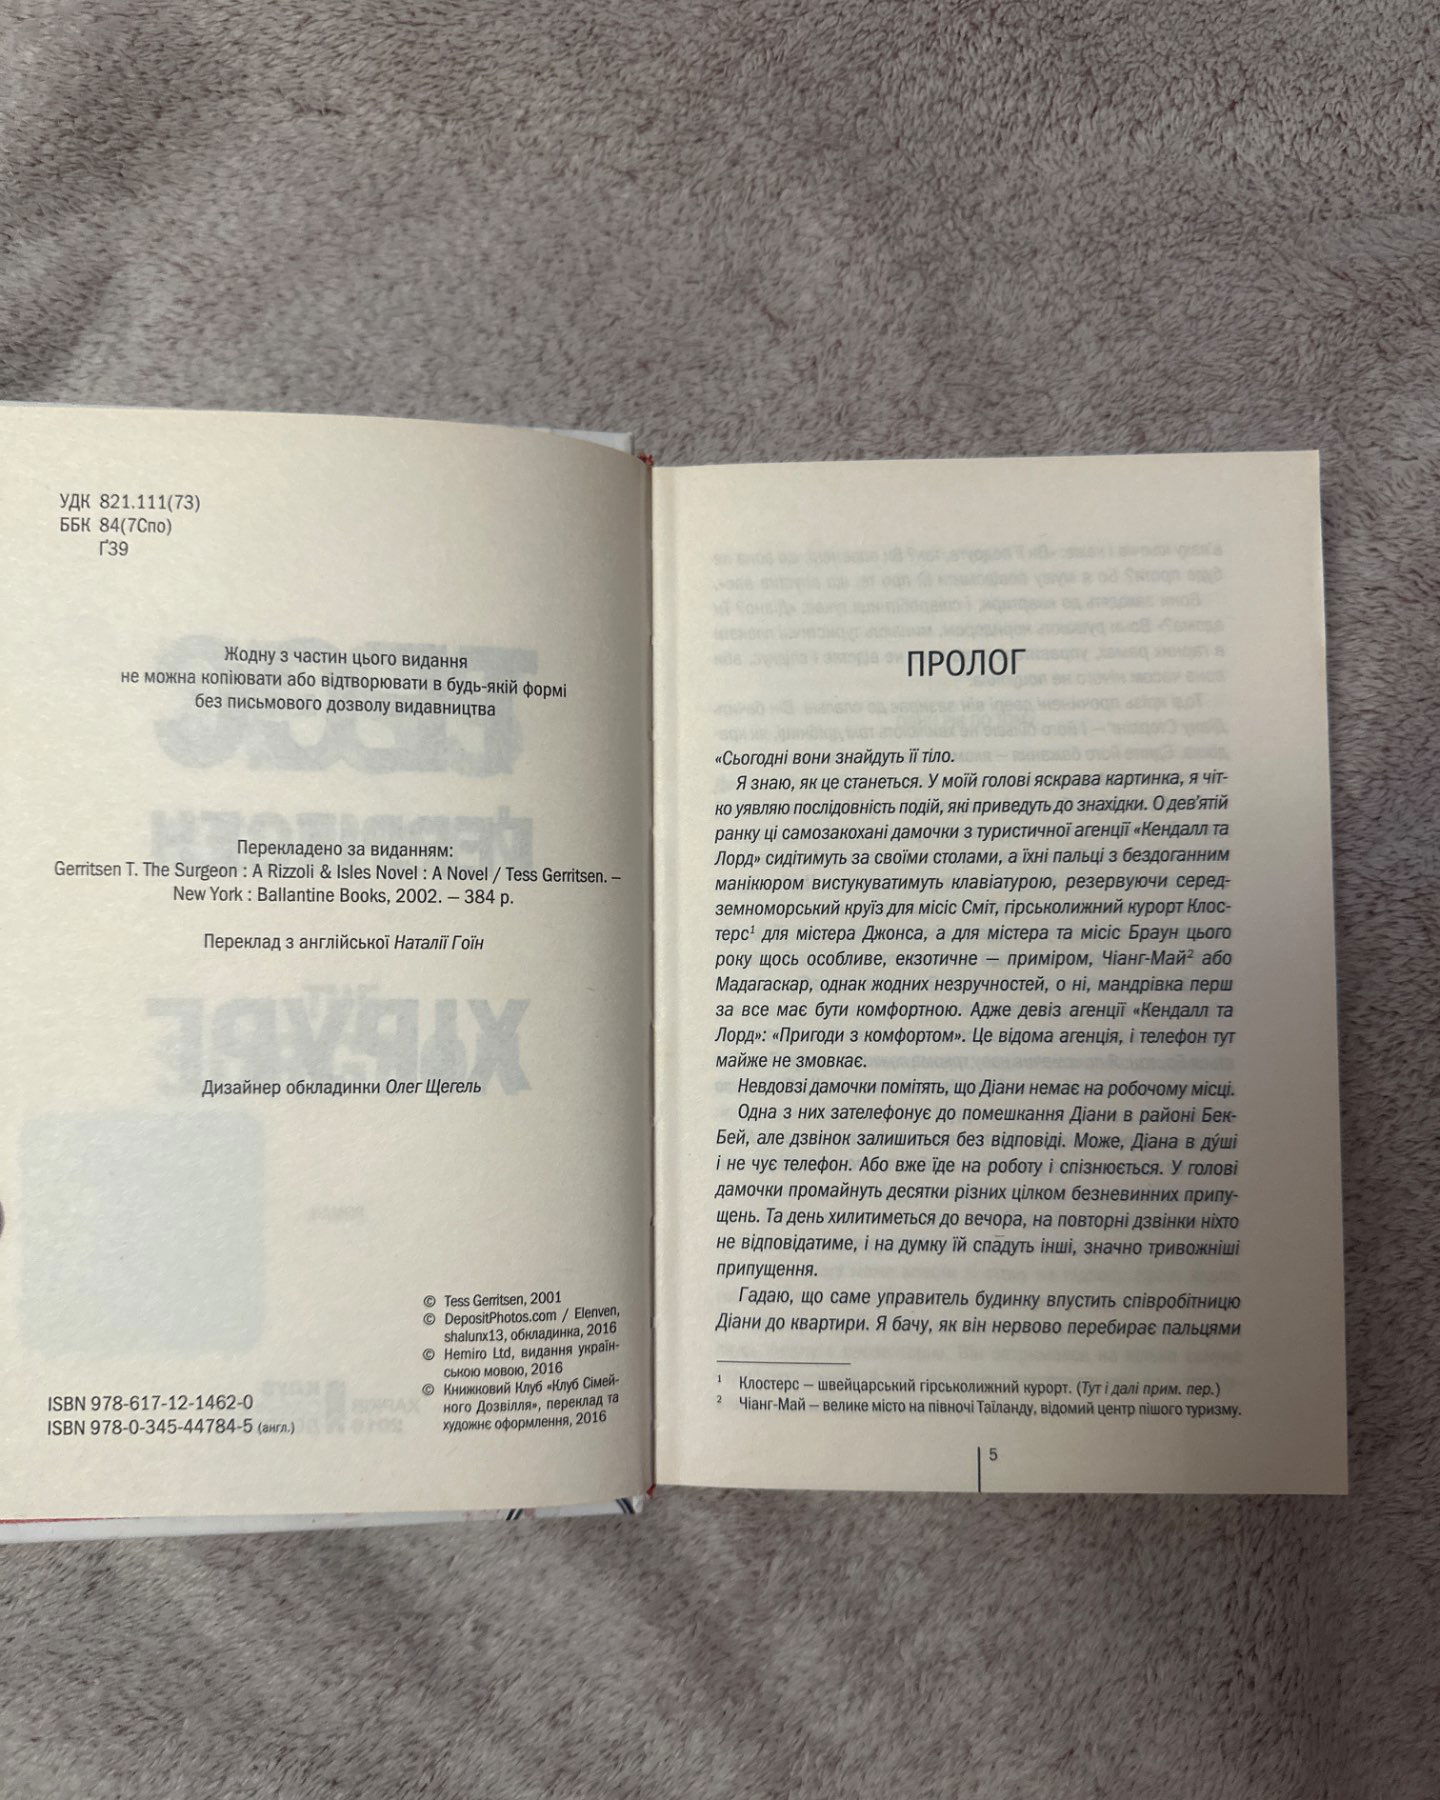 УДК 821.111(73)
ББК 84(7Спо)
Ґ39
Жодну з частин цього видання
не можна копіювати або відтворювати в будь-якій формі
без письмового дозволу видавництва
Перекладено за виданням:
Gerritsen T. The Surgeon : A Rizzoli & Isles Novel : A Novel / Tess Gerritsen. –
New York : Ballantine Books, 2002. – 384 p.
Переклад з англійської Наталії Гоїн
Дизайнер обкладинки Олег Щегель
© Tess Gerritsen, 2001
© DepositPhotos.com / Elenven,
shalunx13, обкладинка, 2016
© Hemiro Ltd, видання украї́н-
ською мовою, 2016
© Книжковий Клуб «Клуб Сімей-
ного Дозвілля», переклад та
художнє оформлення, 2016
ISBN 978-617-12-1462-0
ISBN 978-0-345-44784-5 (англ.)
ПРОЛОГ
«Сьогодні вони знайдуть її тіло.
Я знаю, як це станеться. У моїй голові яскрава картинка, я чіт-
ко уявляю послідовність подій, які приведуть до знахідки. О дев'ятій
ранку ці самозакохані дамочки з туристичної агенції «Кендалл та
Лорд» сидітимуть за своїми столами, а їхні пальці з бездоганним
манікюром вистукуватимуть клавіатурою, резервуючи серед-
земноморський круїз для місіс Сміт, гірськолижний курорт Клос-
терс¹ для містера Джонса, а для містера та місіс Браун цього
року щось особливе, екзотичне – приміром, Чіанг-Май² або
Мадагаскар, однак жодних незручностей, о ні, мандрівка перш
за все має бути комфортною. Адже девіз агенції «Кендалл та
Лорд»: «Пригоди з комфортом». Це відома агенція, і телефон тут
майже не змовкає.
Невдовзі дамочки помітять, що Діани немає на робочому місці.
Одна з них зателефонує до помешкання Діани в районі Бек-
Бей, але дзвінок залишиться без відповіді. Може, Діана в ду́ші
і не чує телефон. Або вже їде на роботу і спізнюється. У голові
дамочки промайнуть десятки різних цілком безневинних припу-
щень. Та день хилитиметься до вечора, на повторні дзвінки ніхто
не відповідатиме, і на думку їй спадуть інші, значно тривожніші
припущення.
Гадаю, що саме управитель будинку впустить співробітницю
Діани до квартири. Я бачу, як він нервово перебирає пальцями
¹ Клостерс – швейцарський гірськолижний курорт. (Тут і далі прим. пер.)
² Чіанг-Май – велике місто на півночі Таїланду, відомий центр пішого туризму.
5